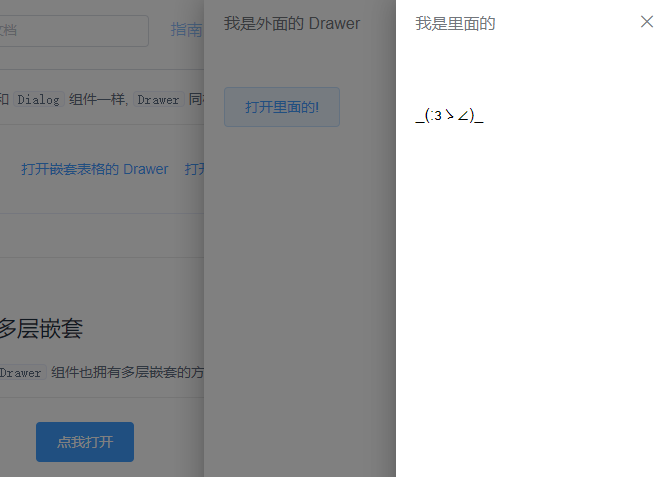 文档
指南
和 Dialog 组件一样, Drawer 同
打开嵌套表格的 Drawer 打
多层嵌套
Drawer 组件也拥有多层嵌套的方
点我打开
我是外面的 Drawer
打开里面的!
我是里面的
_(:зゝ∠)_